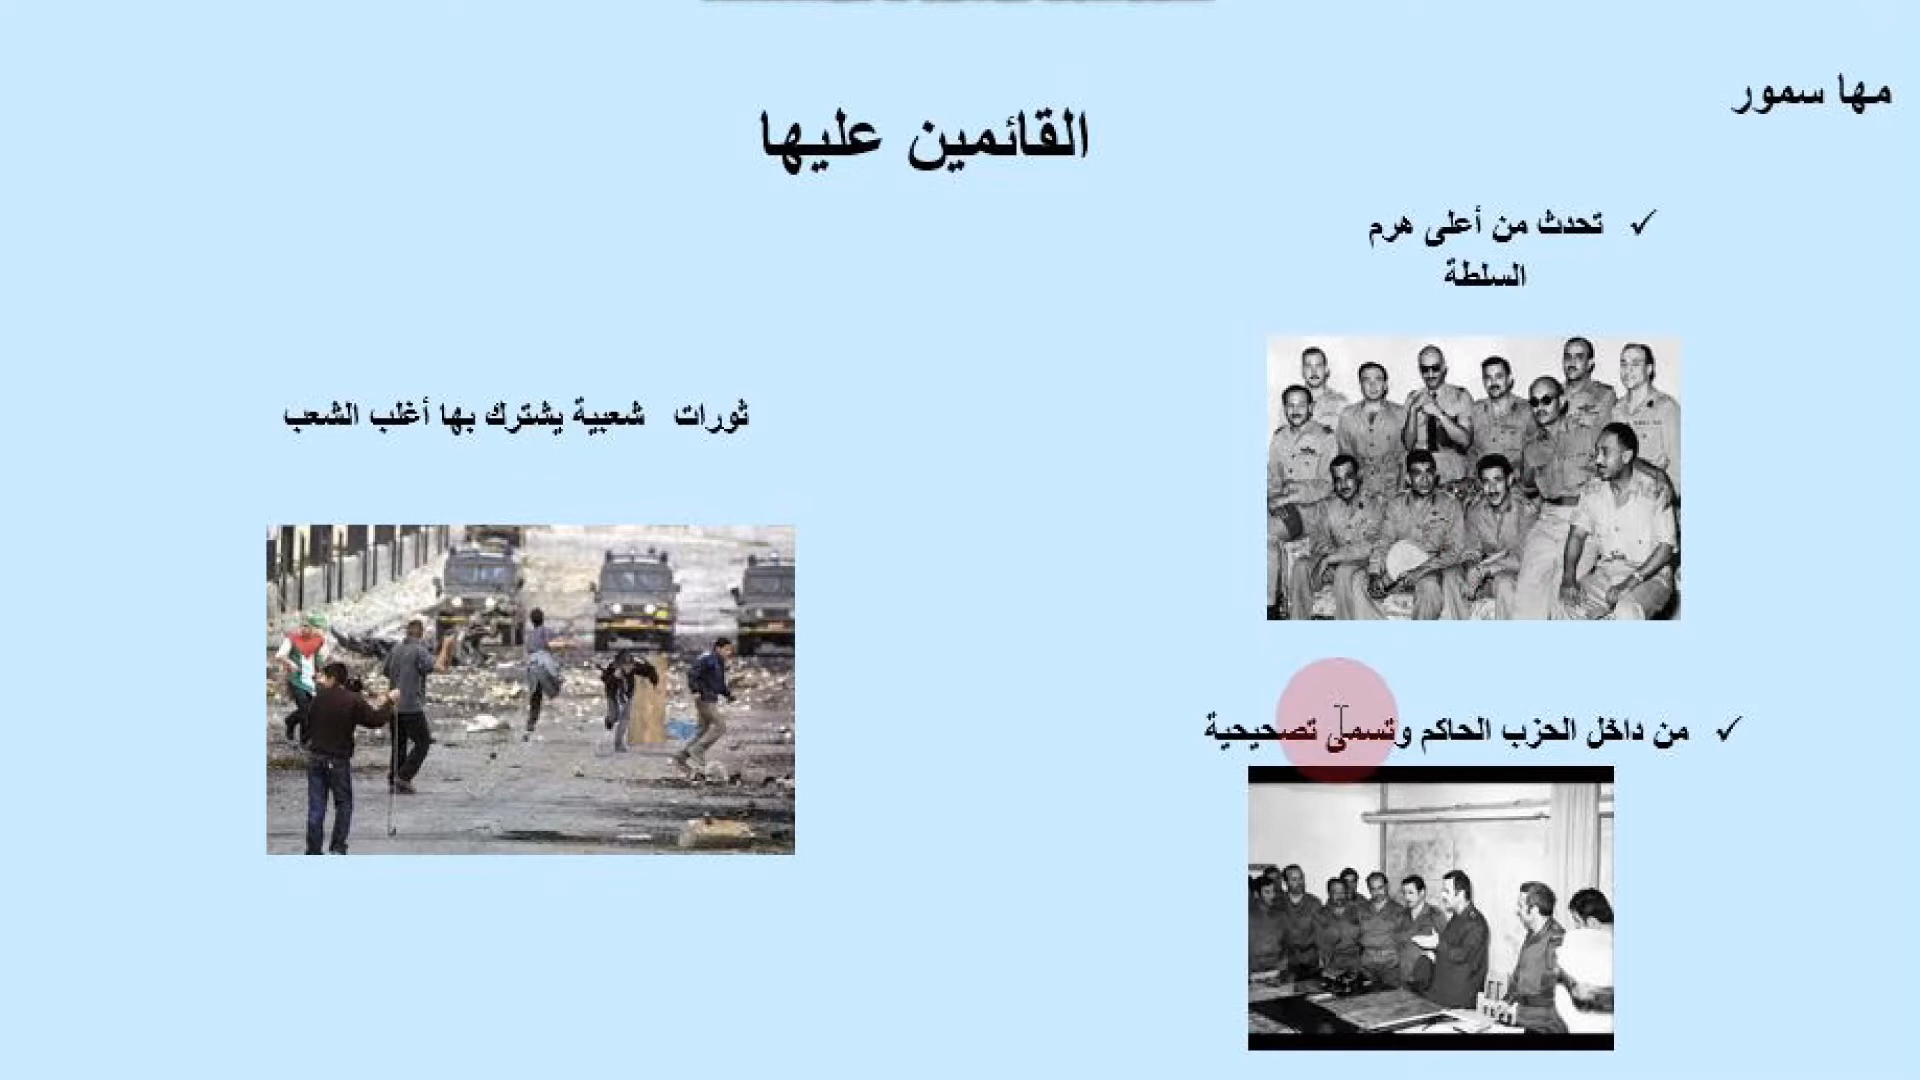 مها سمور
القائمين عليها
✓ تحدث من أعلى هرم
السلطة
ثورات شعبية يشترك بها أغلب الشعب
✓ من داخل الحزب الحاكم وتسمى تصحيحية